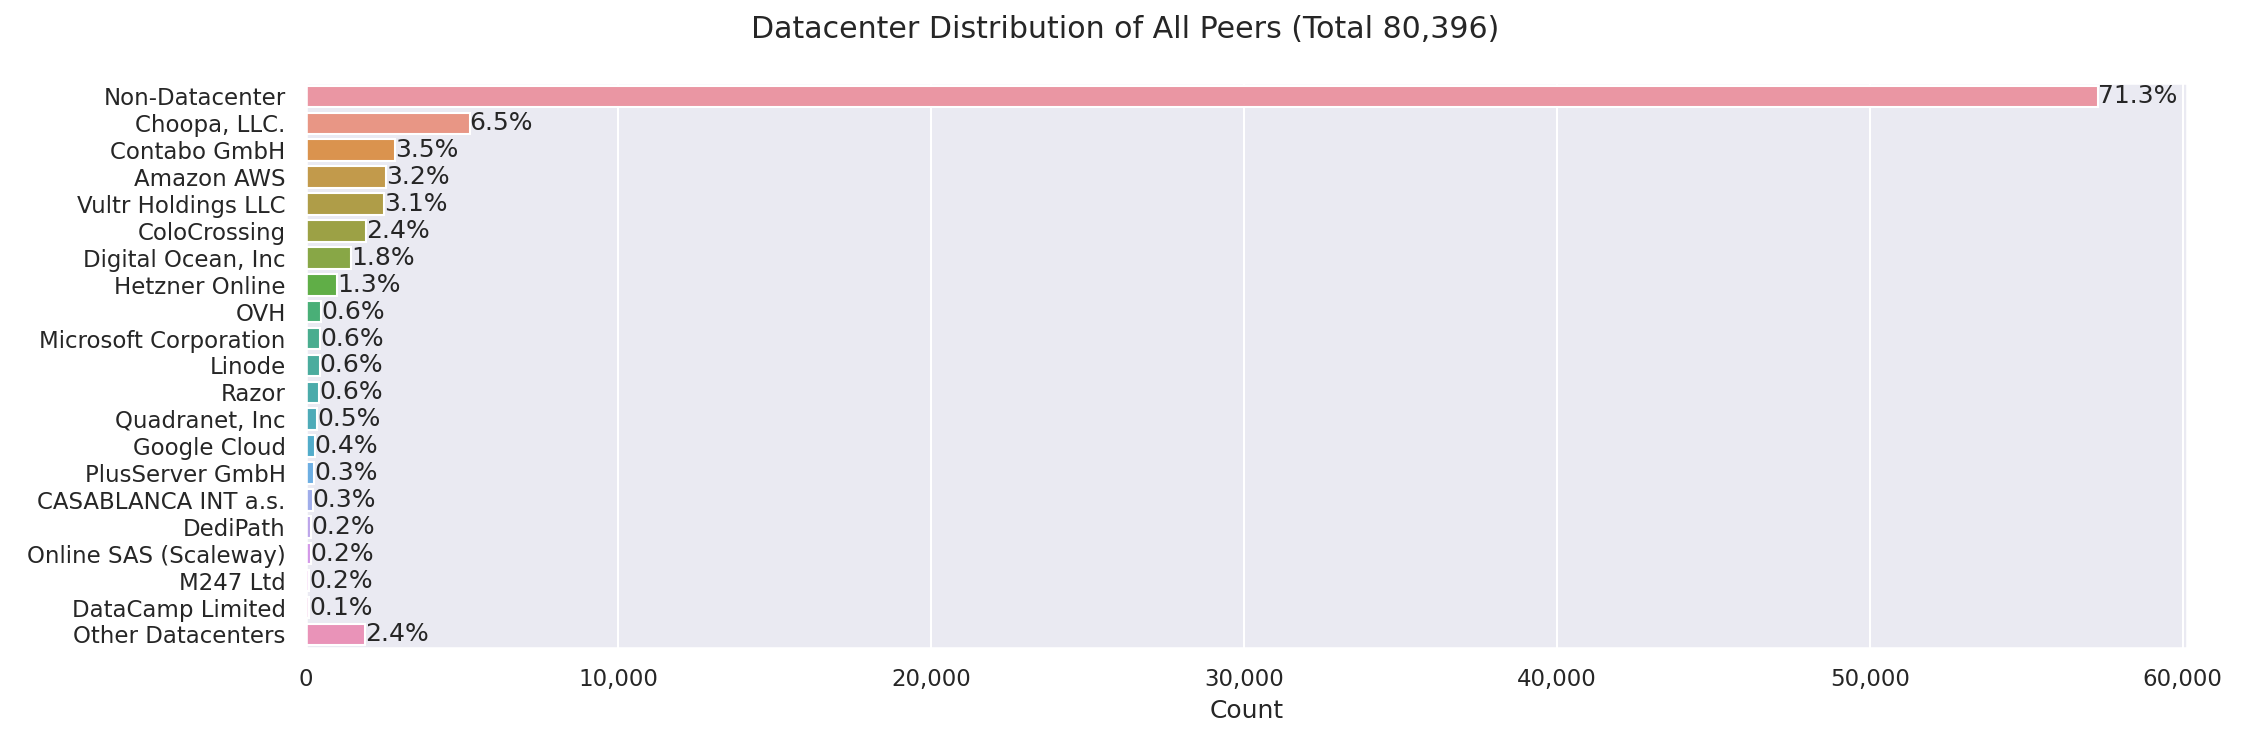 Datacenter Distribution of All Peers (Total 80,396)
Non-Datacenter 71.3%
Choopa, LLC. 6.5%
Contabo GmbH 3.5%
Amazon AWS 3.2%
Vultr Holdings LLC 3.1%
ColoCrossing 2.4%
Digital Ocean, Inc 1.8%
Hetzner Online 1.3%
OVH 0.6%
Microsoft Corporation 0.6%
Linode 0.6%
Razor 0.6%
Quadranet, Inc 0.5%
Google Cloud 0.4%
PlusServer GmbH 0.3%
CASABLANCA INT a.s. 0.3%
DediPath 0.2%
Online SAS (Scaleway) 0.2%
M247 Ltd 0.2%
DataCamp Limited 0.1%
Other Datacenters 2.4%
0 10,000 20,000 30,000 40,000 50,000 60,000
Count